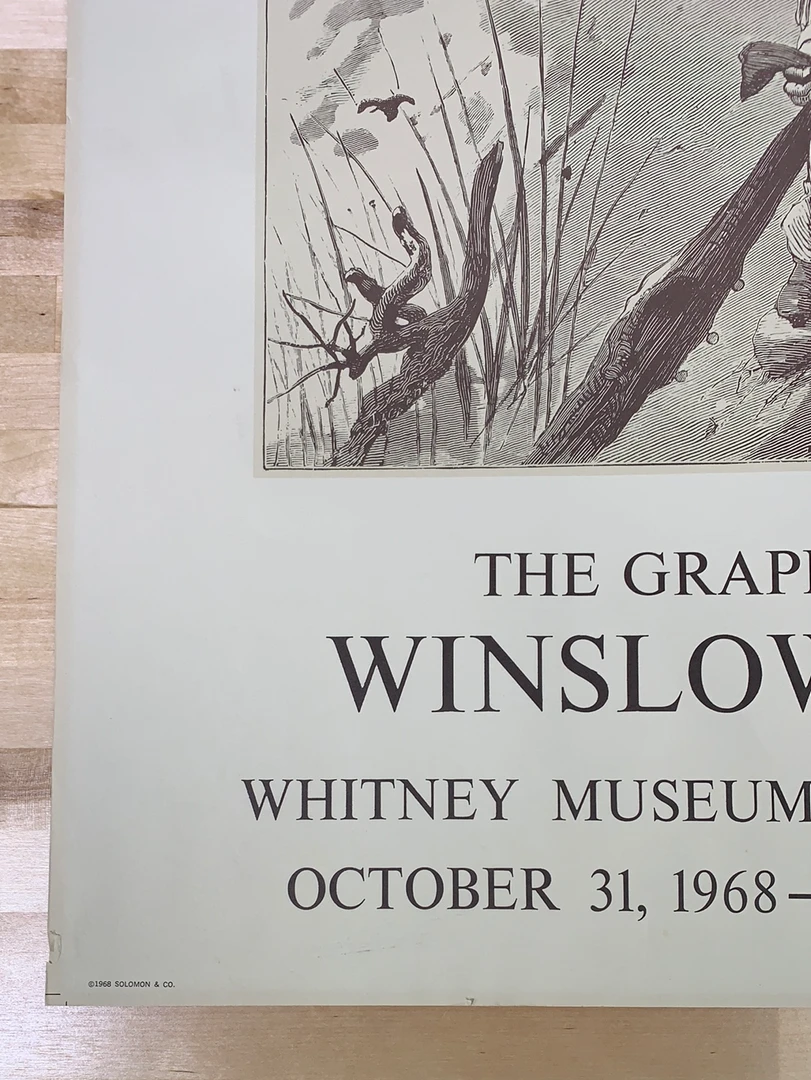 THE GRAP
WINSLOW
WHITNEY MUSEUM
OCTOBER 31, 1968–
©1968 SOLOMON & CO.